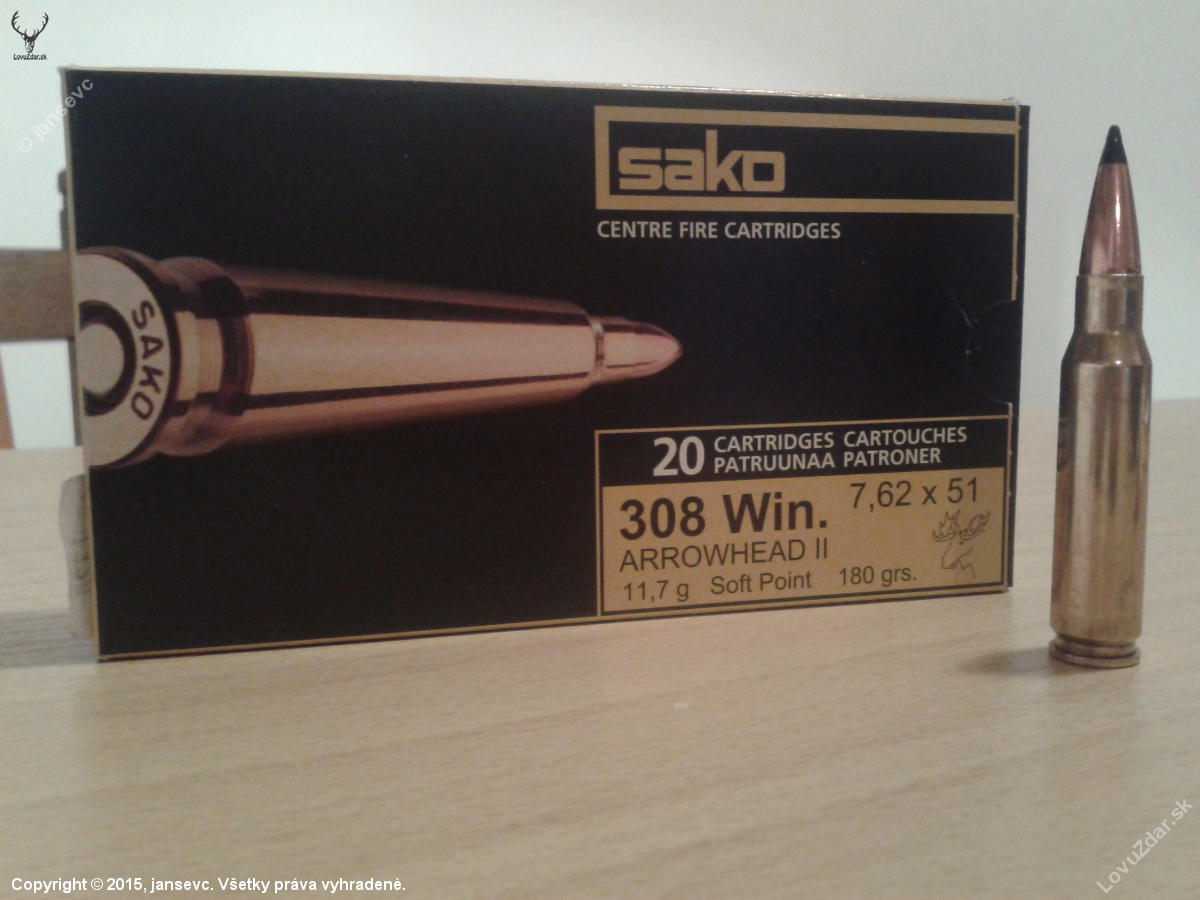 LovuZdar.sk
© jansevc
sako
CENTRE FIRE CARTRIDGES
SAKO
20 CARTRIDGES CARTOUCHES
PATRUUNAA PATRONER
308 Win. 7,62 x 51
ARROWHEAD II
11,7 g Soft Point 180 grs.
LovuZdar.sk
Copyright © 2015, jansevc. Všetky práva vyhradené.